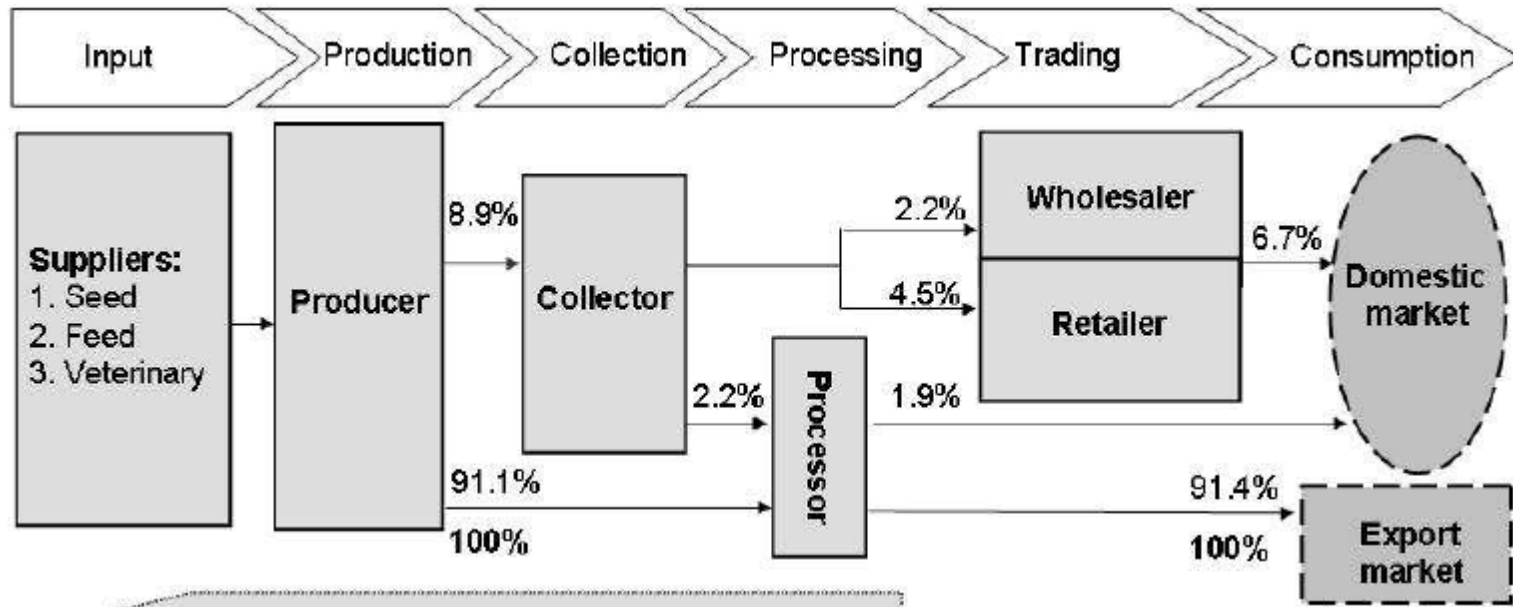 Input
Production
Collection
Processing
Trading
Consumption
Suppliers:
1. Seed
2. Feed
3. Veterinary
Producer
8.9%
Collector
2.2%
4.5%
Wholesaler
Retailer
6.7%
Domestic
market
2.2%
Processor
1.9%
91.1%
100%
91.4%
100%
Export
market